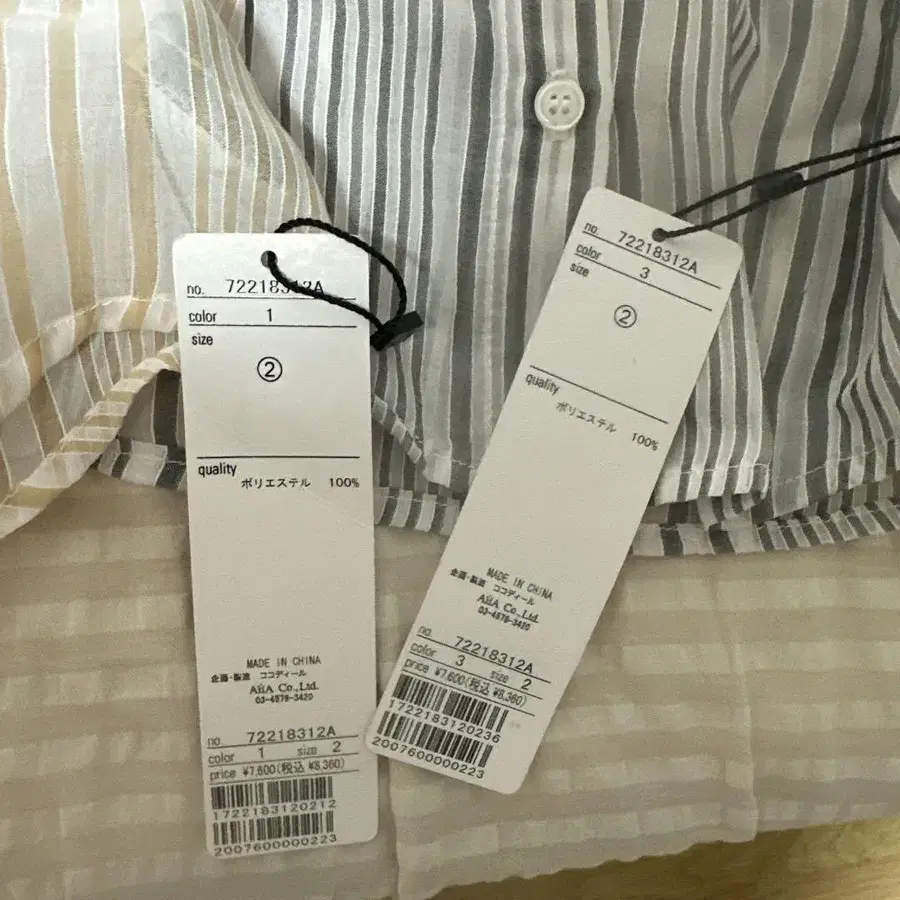 no. 72218312A
color 1
size
②
quality
ポリエステル 100%
MADE IN CHINA
企画・製造 ココディール
AйA Co.,Ltd.
03-4578-3420
no. 72218312A
color 1 size 2
price ¥7,600(税込 ¥8,360)
1722183120212
2007600000223
no. 72218312A
color 3
size
②
quality
ポリエステル 100%
MADE IN CHINA
企画・製造 ココディール
AйA Co.,Ltd.
03-4578-3420
no. 72218312A
color 3 size 2
price ¥7,600(税込 ¥8,360)
1722183120236
2007600000223